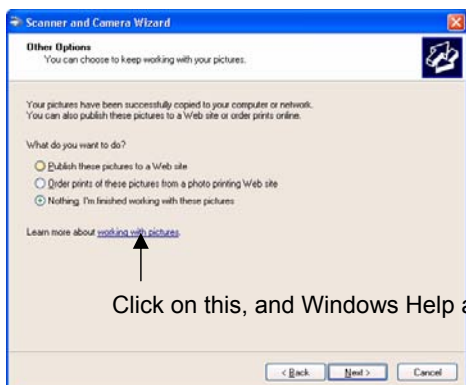 Scanner and Camera Wizard
Other Options
You can choose to keep working with your pictures.
Your pictures have been successfully copied to your computer or network.
You can also publish these pictures to a Web site or order prints online.
What do you want to do?
Publish these pictures to a Web site
Order prints of these pictures from a photo printing Web site
Nothing. I'm finished working with these pictures
Learn more about working with pictures.
Click on this, and Windows Help a
< Back Next > Cancel